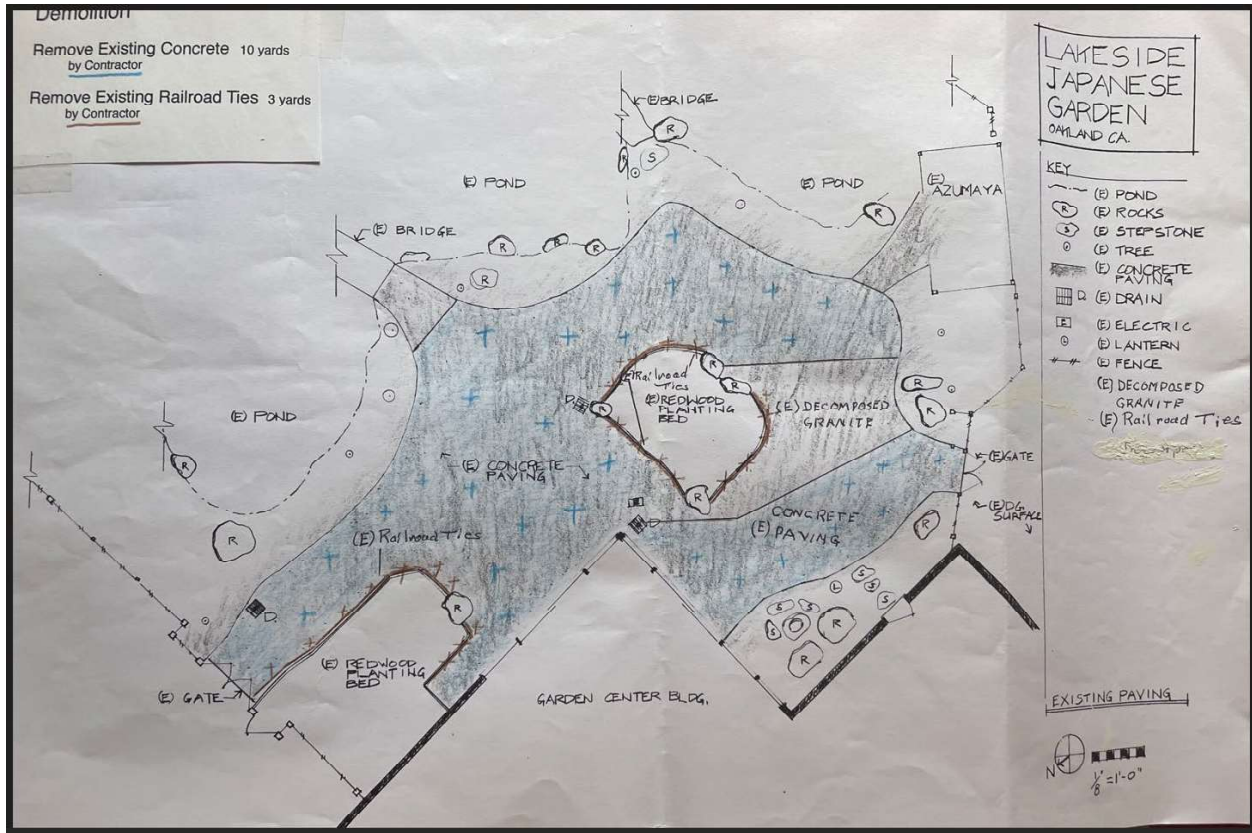 Demolition
Remove Existing Concrete 10 yards
by Contractor
Remove Existing Railroad Ties 3 yards
by Contractor
LAKESIDE
JAPANESE
GARDEN
OAKLAND CA.
KEY
(E) POND
R (E) ROCKS
S (E) STEPSTONE
(E) TREE
(E) CONCRETE
PAVING
D. (E) DRAIN
E (E) ELECTRIC
(E) LANTERN
(E) FENCE
(E) DECOMPOSED
GRANITE
(E) Railroad Ties
EXISTING PAVING
N
1/8" = 1'-0"
(E) BRIDGE
R
R
S
(E) POND
(E) POND
(E)
AZUMAYA
R
(E) BRIDGE
R
R
R
R
(E) Railroad
Ties
R
R
(E) REDWOOD
PLANTING
BED
D.
R
(E) DECOMPOSED
GRANITE
R
R
(E) POND
R
(E) CONCRETE
PAVING
R
(E) GATE
(E) DG
SURFACE
E
D.
CONCRETE
(E) PAVING
R
R
(E) Railroad Ties
D.
R
S
L
S
S
S
S
S
R
R
(E) REDWOOD
PLANTING
BED
(E) GATE
GARDEN CENTER BLDG.